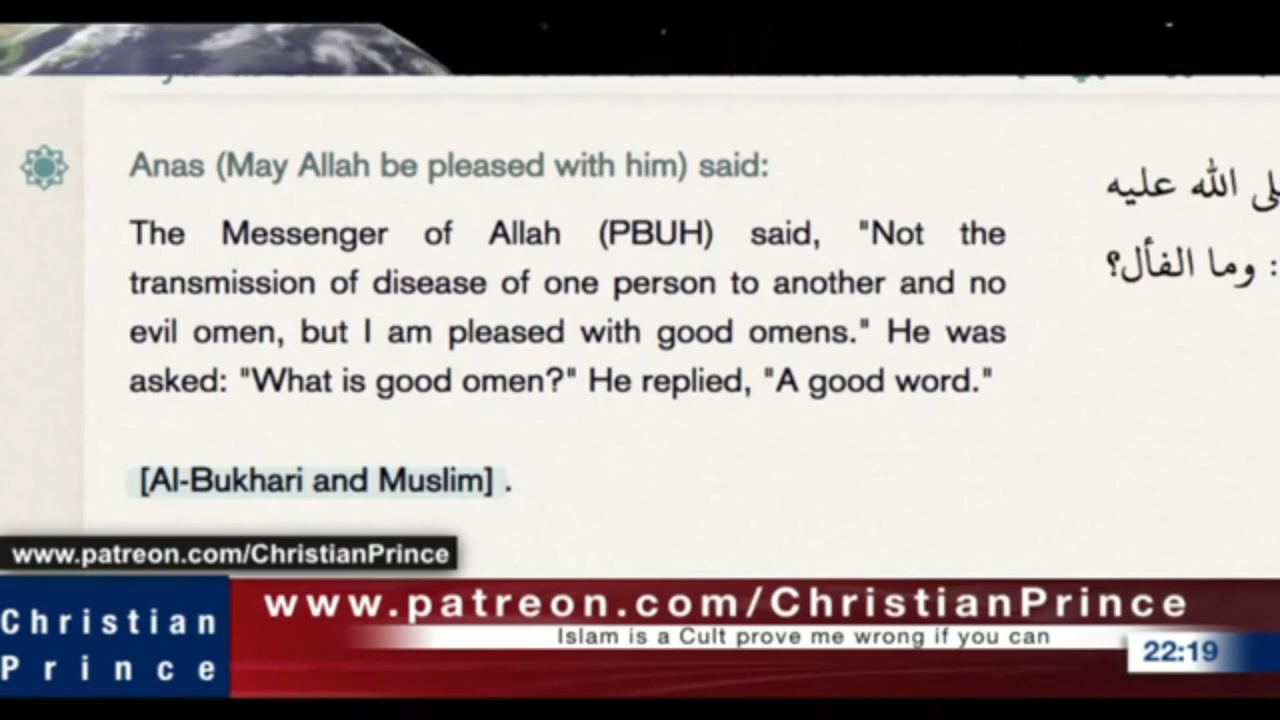 Anas (May Allah be pleased with him) said:
The Messenger of Allah (PBUH) said, "Not the
transmission of disease of one person to another and no
evil omen, but I am pleased with good omens." He was
asked: "What is good omen?" He replied, "A good word."
[Al-Bukhari and Muslim] .
الله عليه
: وما الفأل؟
www.patreon.com/ChristianPrince
Christian
Prince
www.patreon.com/ChristianPrince
Islam is a Cult prove me wrong if you can
22:19